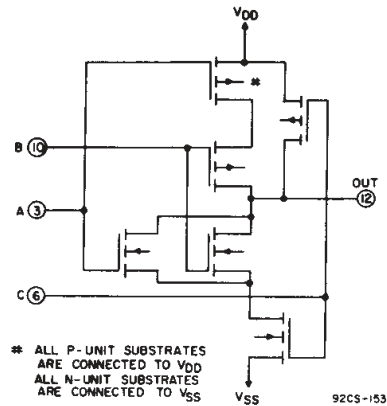 VDD
#
B 10
OUT
12
A 3
C 6
# ALL P-UNIT SUBSTRATES
ARE CONNECTED TO VDD
ALL N-UNIT SUBSTRATES
ARE CONNECTED TO VSS
VSS
92CS-153